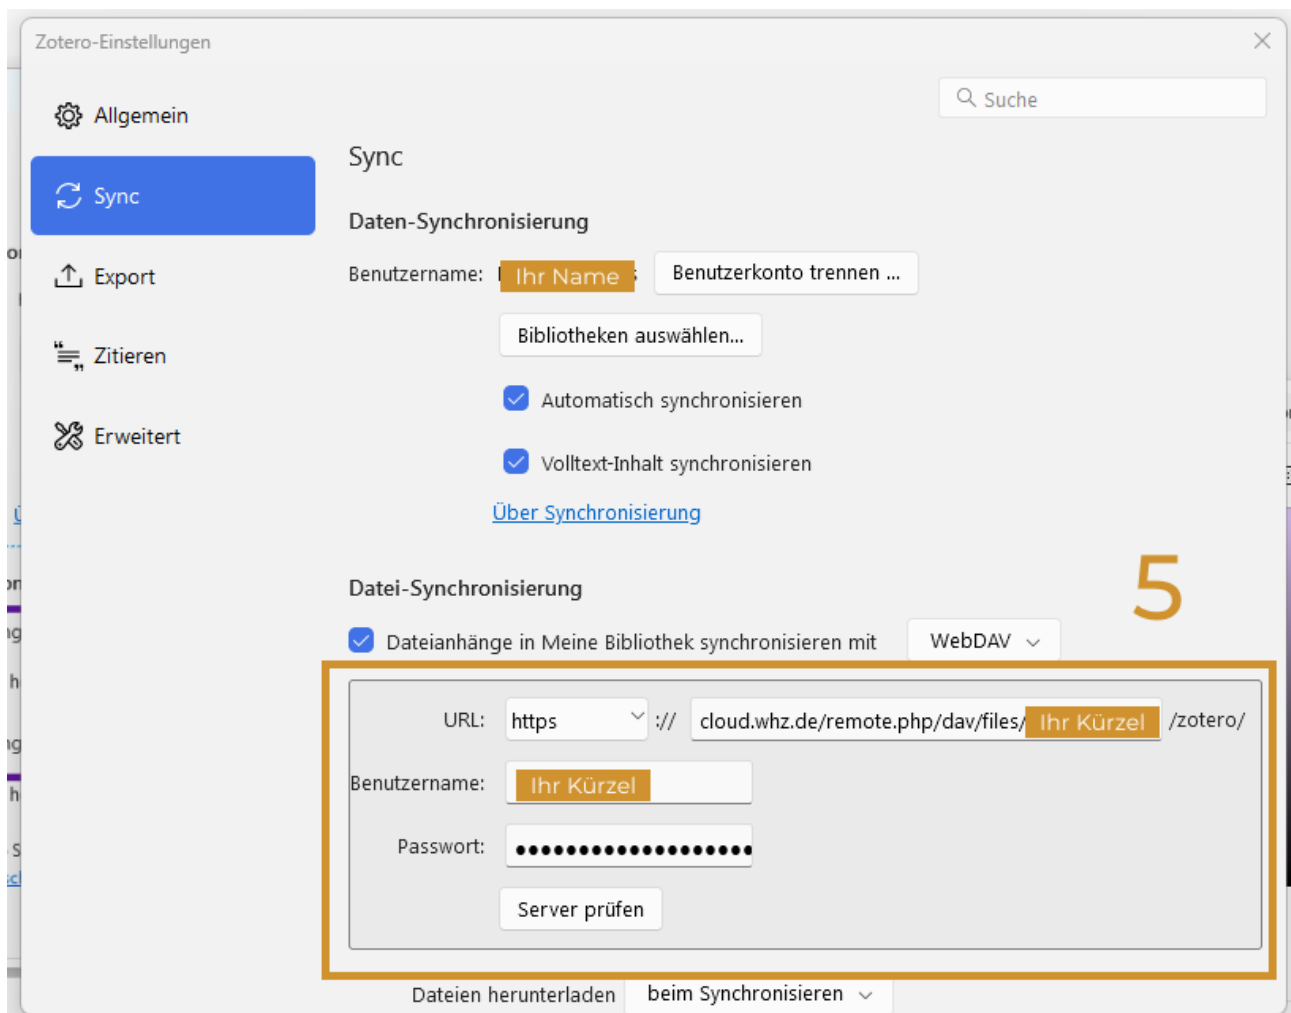 Zotero-Einstellungen
Suche
Allgemein
Sync
Export
Zitieren
Erweitert
Sync
Daten-Synchronisierung
Benutzername: Ihr Name Benutzerkonto trennen ...
Bibliotheken auswählen...
Automatisch synchronisieren
Volltext-Inhalt synchronisieren
Über Synchronisierung
5
Datei-Synchronisierung
Dateianhänge in Meine Bibliothek synchronisieren mit WebDAV
URL: https :// cloud.whz.de/remote.php/dav/files/ Ihr Kürzel /zotero/
Benutzername: Ihr Kürzel
Passwort: ●●●●●●●●●●●●●●●●●●●
Server prüfen
Dateien herunterladen beim Synchronisieren